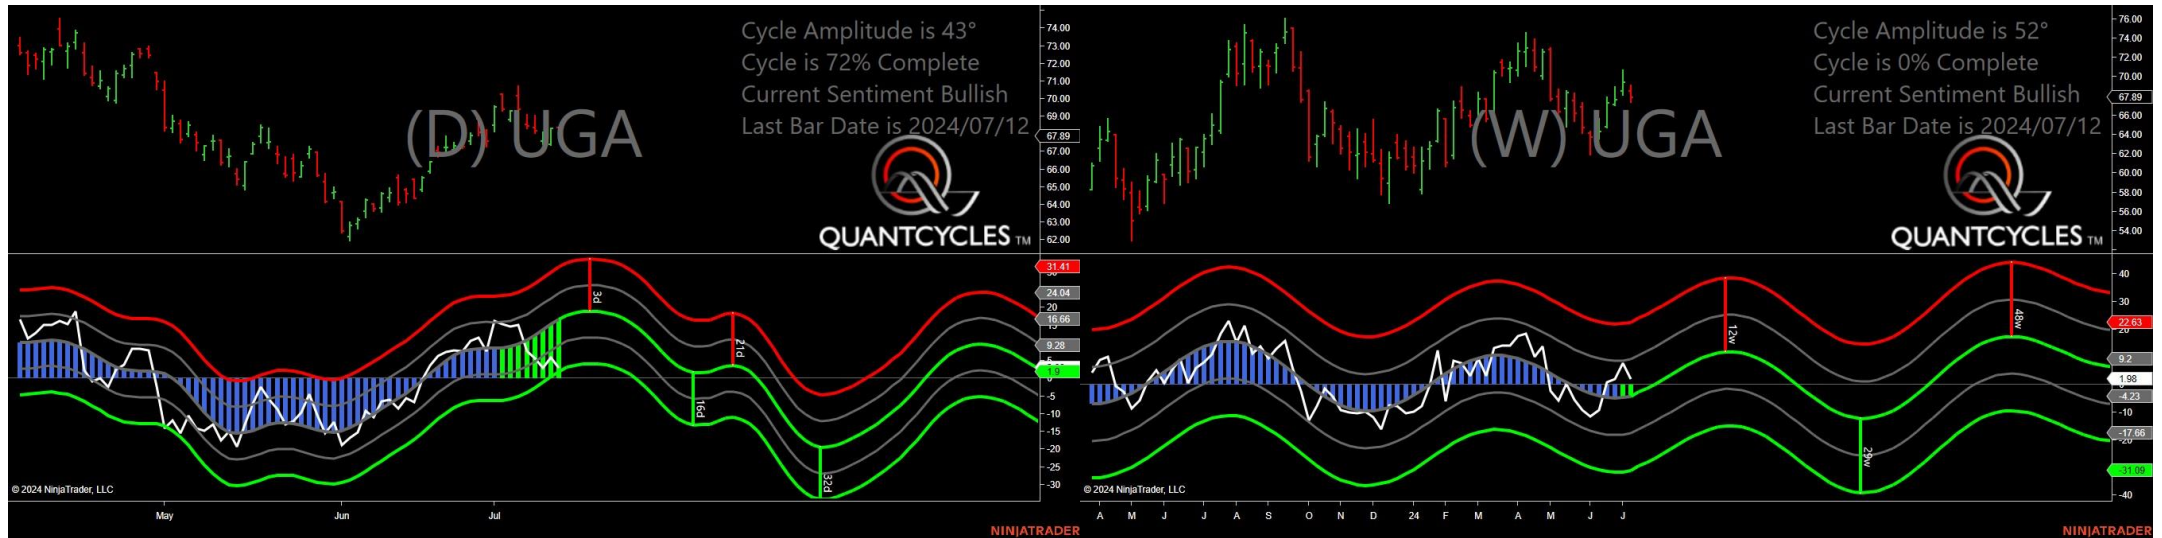 Cycle Amplitude is 43°
Cycle is 72% Complete
Current Sentiment Bullish
Last Bar Date is 2024/07/12
(D) UGA
QUANTCYCLES TM
74.00
73.00
72.00
71.00
70.00
69.00
67.89
67.00
66.00
65.00
64.00
63.00
62.00
31.41
24.04
20
16.66
9.28
1.9
-5
-10
-15
-20
-25
-30
3d
16d
21d
32d
© 2024 NinjaTrader, LLC
May Jun Jul
NINJATRADER
Cycle Amplitude is 52°
Cycle is 0% Complete
Current Sentiment Bullish
Last Bar Date is 2024/07/12
(W) UGA
QUANTCYCLES TM
76.00
74.00
72.00
70.00
67.89
66.00
64.00
62.00
60.00
58.00
56.00
54.00
40
30
22.63
9.2
1.98
-4.23
-10
-17.66
-31.09
-40
12w
29w
48w
© 2024 NinjaTrader, LLC
A M J J A S O N D 24 F M A M J J
NINJATRADER